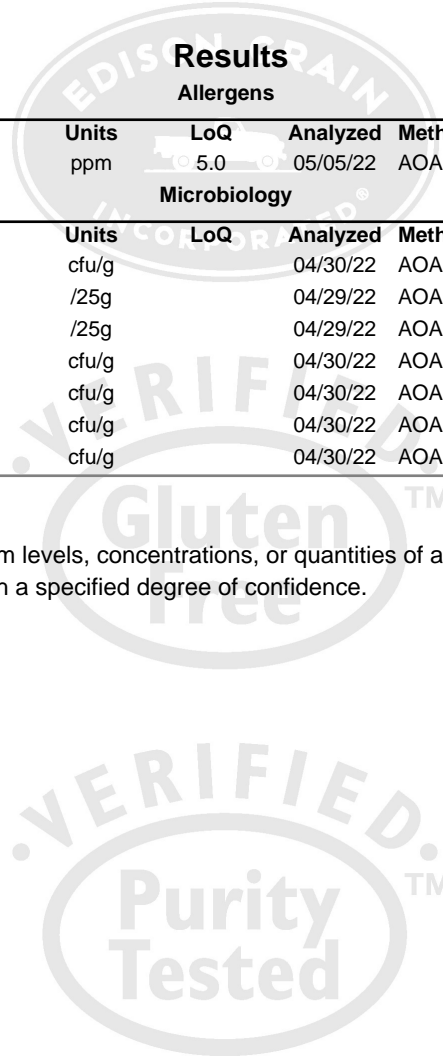 EDISON GRAIN
Results
Allergens
Units LoQ Analyzed Meth
ppm 5.0 05/05/22 AOA
Microbiology
INCORPORATED®
Units LoQ Analyzed Meth
cfu/g 04/30/22 AOA
/25g 04/29/22 AOA
/25g 04/29/22 AOA
cfu/g 04/30/22 AOA
cfu/g 04/30/22 AOA
cfu/g 04/30/22 AOA
cfu/g 04/30/22 AOA
·VERIFIED·
Gluten TM
Free
m levels, concentrations, or quantities of a
n a specified degree of confidence.
·VERIFIED·
Purity TM
Tested